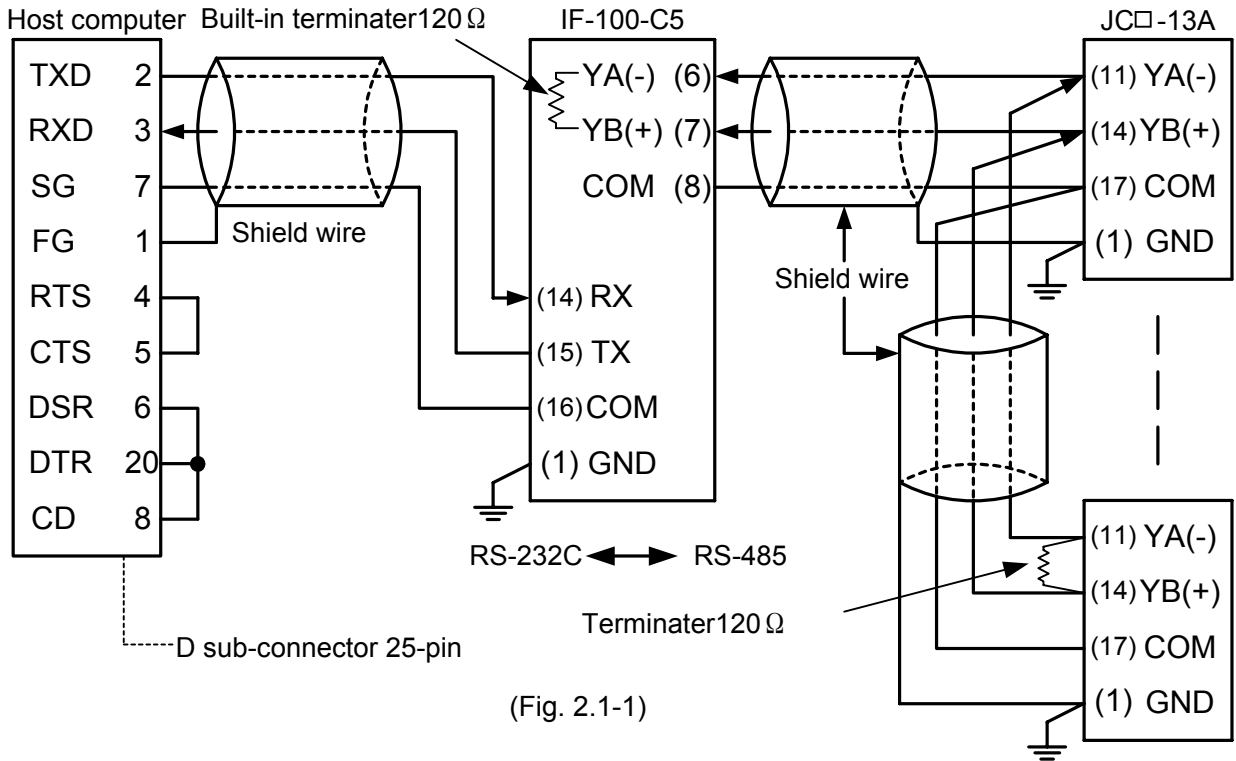 Host computer
Built-in terminater120Ω
IF-100-C5
JC□-13A
TXD 2
RXD 3
SG 7
FG 1
RTS 4
CTS 5
DSR 6
DTR 20
CD 8
Shield wire
YA(-) (6)
YB(+) (7)
COM (8)
(14) RX
(15) TX
(16) COM
(1) GND
Shield wire
(11) YA(-)
(14) YB(+)
(17) COM
(1) GND
RS-232C
RS-485
Terminater120Ω
(11) YA(-)
(14) YB(+)
(17) COM
(1) GND
D sub-connector 25-pin
(Fig. 2.1-1)